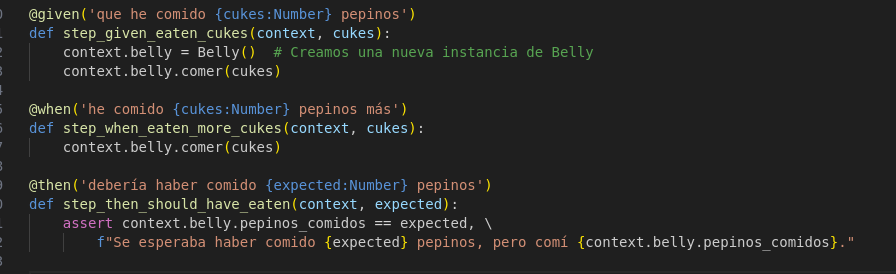 @given('que he comido {cukes:Number} pepinos')
def step_given_eaten_cukes(context, cukes):
    context.belly = Belly()  # Creamos una nueva instancia de Belly
    context.belly.comer(cukes)

@when('he comido {cukes:Number} pepinos más')
def step_when_eaten_more_cukes(context, cukes):
    context.belly.comer(cukes)

@then('debería haber comido {expected:Number} pepinos')
def step_then_should_have_eaten(context, expected):
    assert context.belly.pepinos_comidos == expected, \
        f"Se esperaba haber comido {expected} pepinos, pero comí {context.belly.pepinos_comidos}."